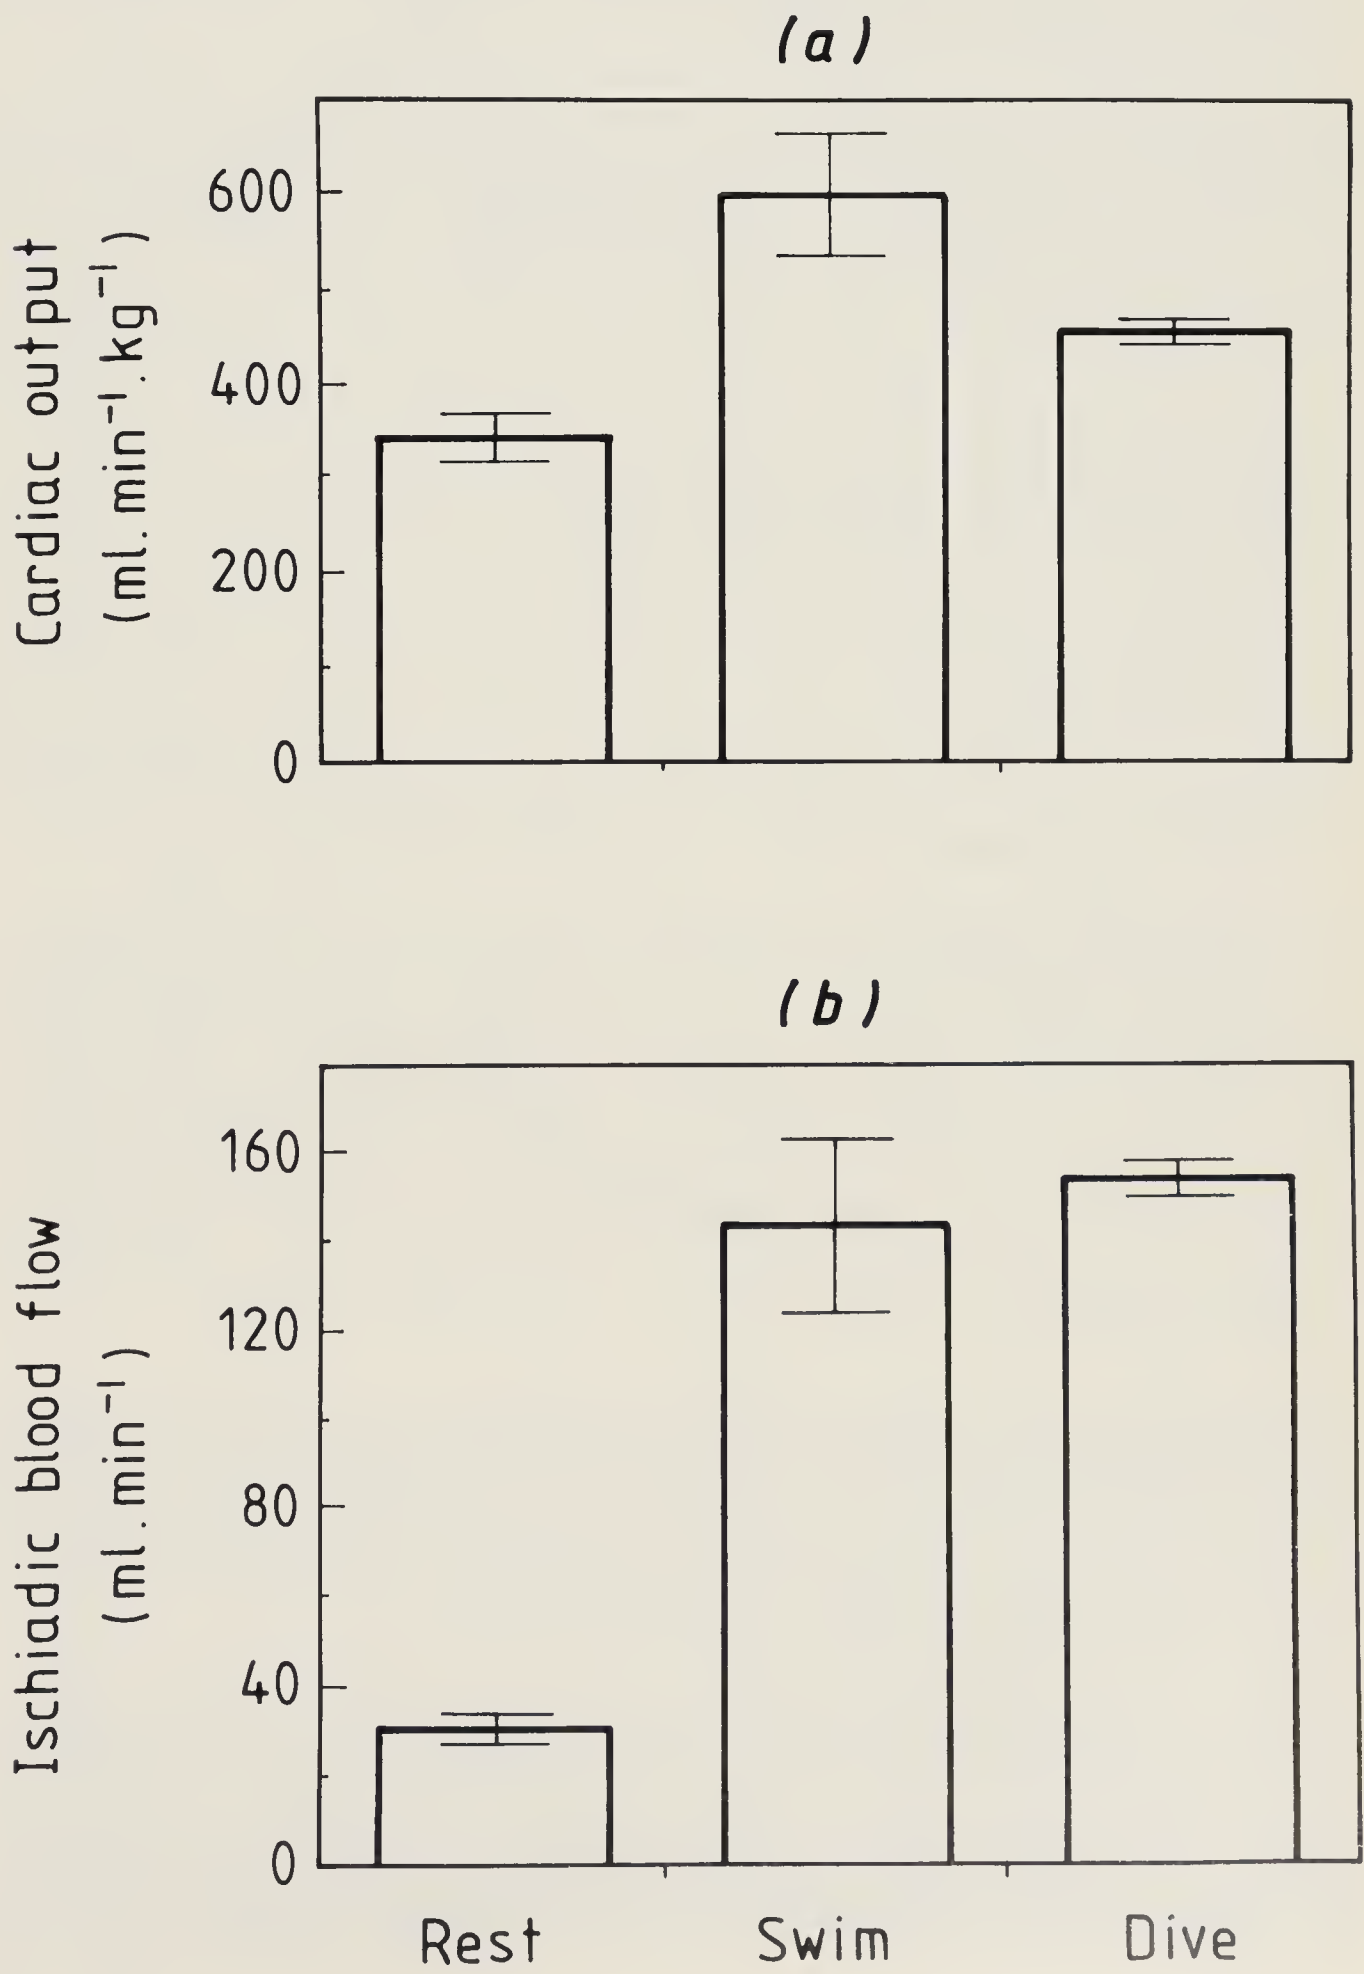 (a)
Cardiac output
(ml.min⁻¹.kg⁻¹)
600
400
200
0
(b)
Ischiadic blood flow
(ml.min⁻¹)
160
120
80
40
0
Rest Swim Dive